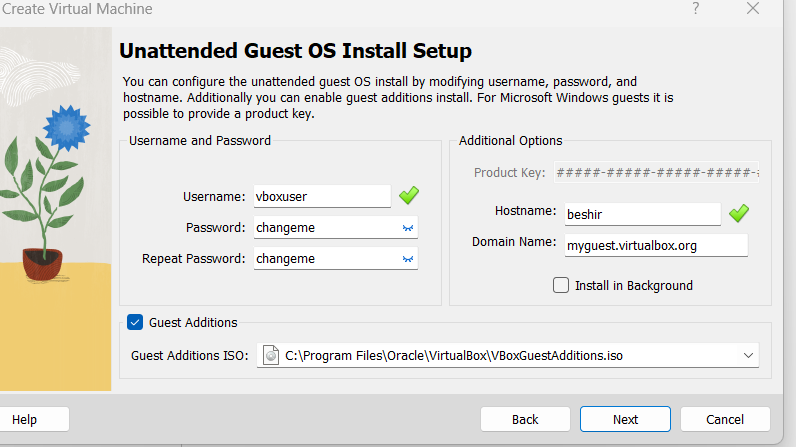 Create Virtual Machine
Unattended Guest OS Install Setup
You can configure the unattended guest OS install by modifying username, password, and
hostname. Additionally you can enable guest additions install. For Microsoft Windows guests it is
possible to provide a product key.
Username and Password
Username: vboxuser
Password: changeme
Repeat Password: changeme
Additional Options
Product Key: #####-#####-#####-#####-#
Hostname: beshir
Domain Name: myguest.virtualbox.org
Install in Background
Guest Additions
Guest Additions ISO: C:\Program Files\Oracle\VirtualBox\VBoxGuestAdditions.iso
Help Back Next Cancel